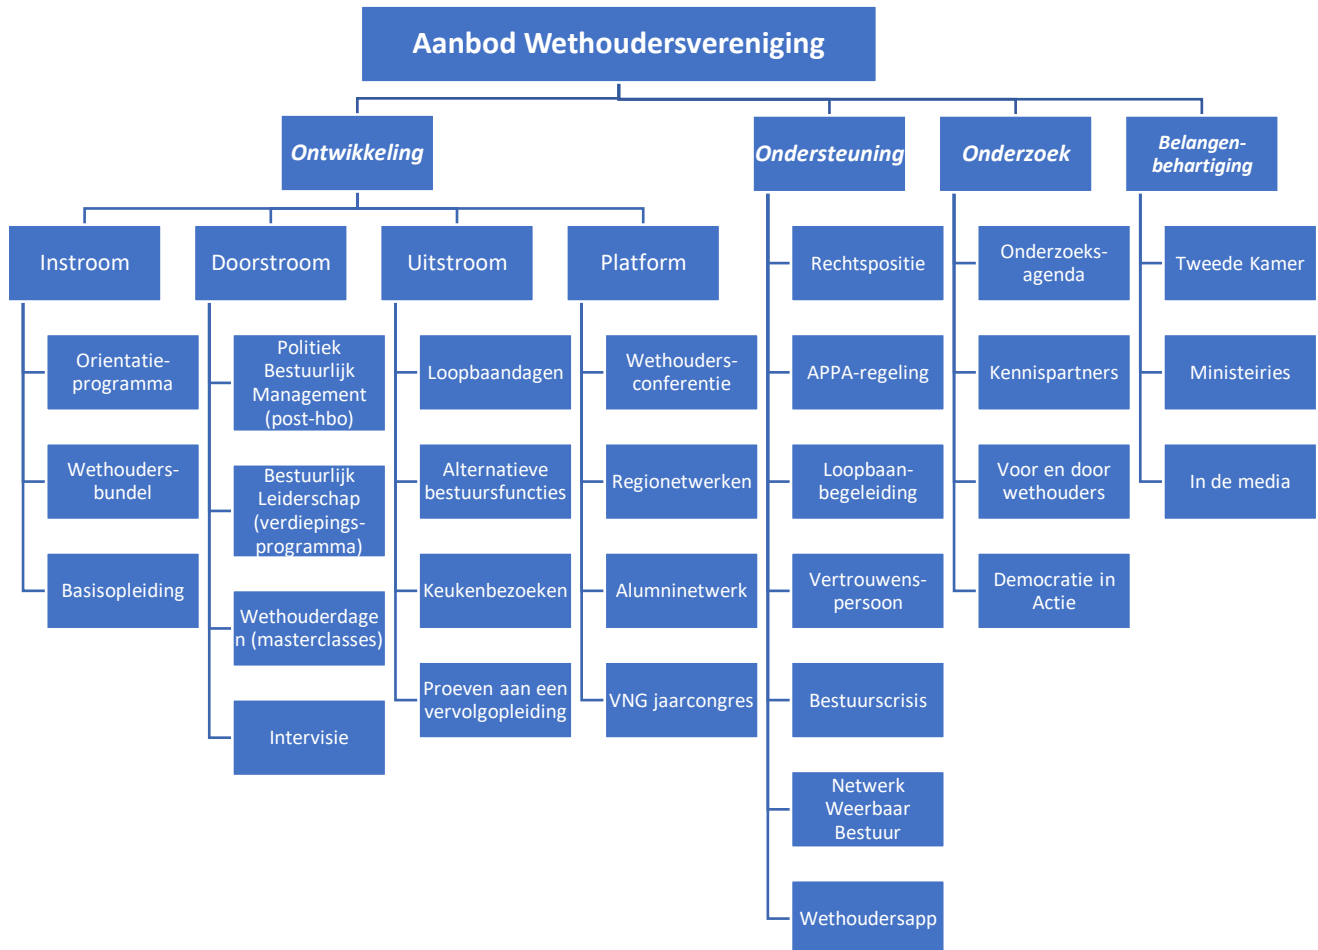 Aanbod Wethoudersvereniging
Ontwikkeling
Ondersteuning
Onderzoek
Belangen-
behartiging
Instroom
Doorstroom
Uitstroom
Platform
Orientatie-
programma
Wethouders-
bundel
Basisopleiding
Politiek
Bestuurlijk
Management
(post-hbo)
Bestuurlijk
Leiderschap
(verdiepings-
programma)
Wethouderdage
n (masterclasses)
Intervisie
Loopbaandagen
Alternatieve
bestuursfuncties
Keukenbezoeken
Proeven aan een
vervolgopleiding
Wethouders-
conferentie
Regionetwerken
Alumninetwerk
VNG jaarcongres
Rechtspositie
APPA-regeling
Loopbaan-
begeleiding
Vertrouwens-
persoon
Bestuurscrisis
Netwerk
Weerbaar
Bestuur
Wethoudersapp
Onderzoeks-
agenda
Kennispartners
Voor en door
wethouders
Democratie in
Actie
Tweede Kamer
Ministeiries
In de media